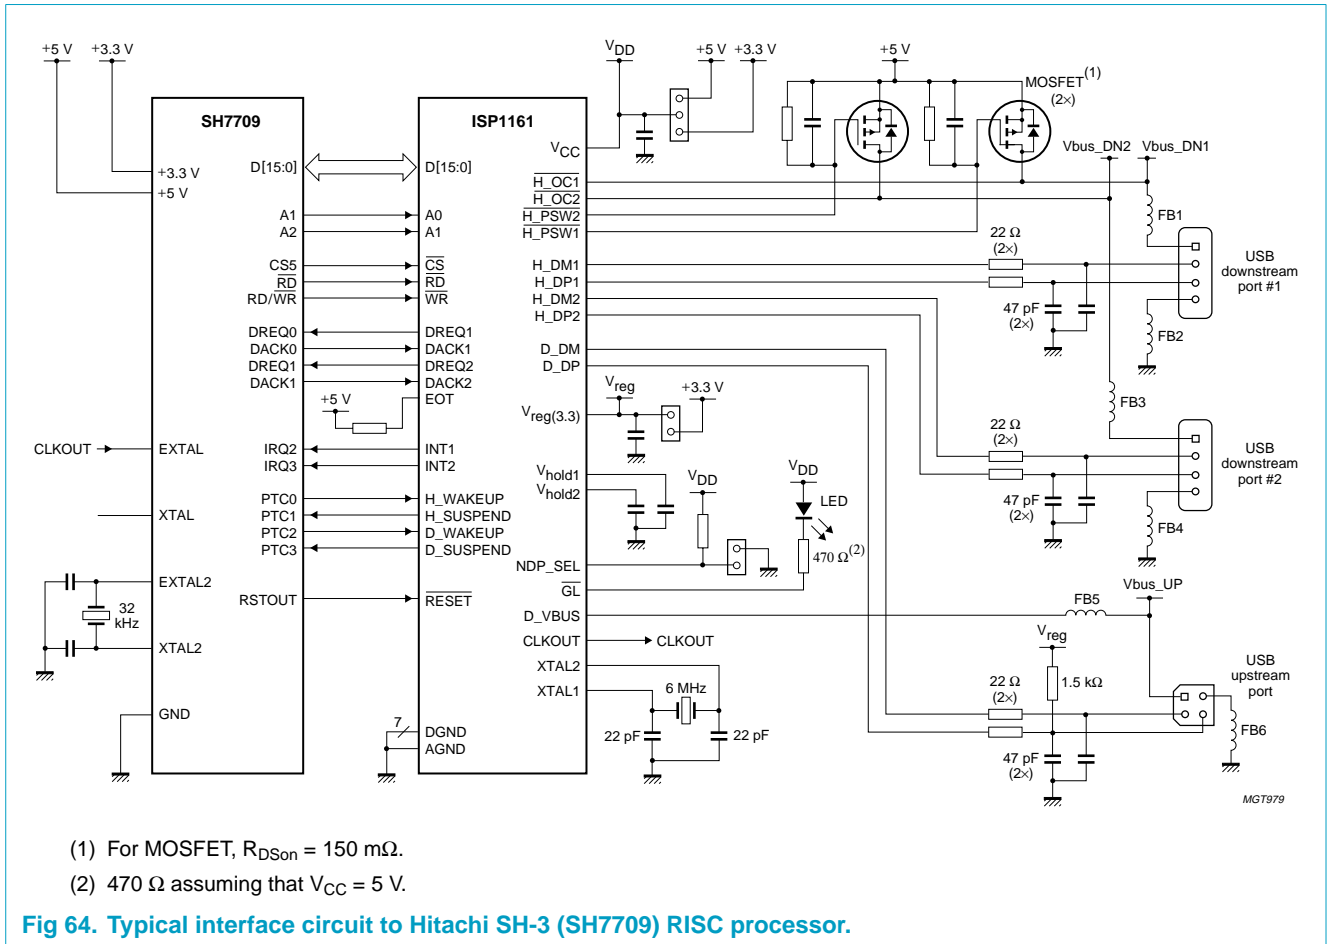 +5 V
+3.3 V
SH7709
D[15:0]
+3.3 V
+5 V
A1
A2
CS5
RD
RD/WR
DREQ0
DACK0
DREQ1
DACK1
CLKOUT
EXTAL
IRQ2
IRQ3
XTAL
PTC0
PTC1
PTC2
PTC3
EXTAL2
RSTOUT
32
kHz
XTAL2
GND
ISP1161
D[15:0]
A0
A1
CS
RD
WR
DREQ1
DACK1
DREQ2
DACK2
EOT
+5 V
INT1
INT2
H_WAKEUP
H_SUSPEND
D_WAKEUP
D_SUSPEND
RESET
7
DGND
AGND
VCC
H_OC1
H_OC2
H_PSW2
H_PSW1
H_DM1
H_DP1
H_DM2
H_DP2
D_DM
D_DP
Vreg(3.3)
Vhold1
Vhold2
NDP_SEL
GL
D_VBUS
CLKOUT
CLKOUT
XTAL2
XTAL1
6 MHz
22 pF
22 pF
VDD
+5 V
+3.3 V
+5 V
MOSFET(1)
(2×)
Vbus_DN2
Vbus_DN1
FB1
22 Ω
(2×)
USB
downstream
port #1
47 pF
(2×)
FB2
Vreg
+3.3 V
FB3
22 Ω
(2×)
USB
downstream
port #2
47 pF
(2×)
FB4
VDD
VDD
LED
470 Ω(2)
Vbus_UP
FB5
Vreg
1.5 kΩ
USB
upstream
port
22 Ω
(2×)
FB6
47 pF
(2×)
MGT979
(1) For MOSFET, RDSon = 150 mΩ.
(2) 470 Ω assuming that VCC = 5 V.
Fig 64. Typical interface circuit to Hitachi SH-3 (SH7709) RISC processor.